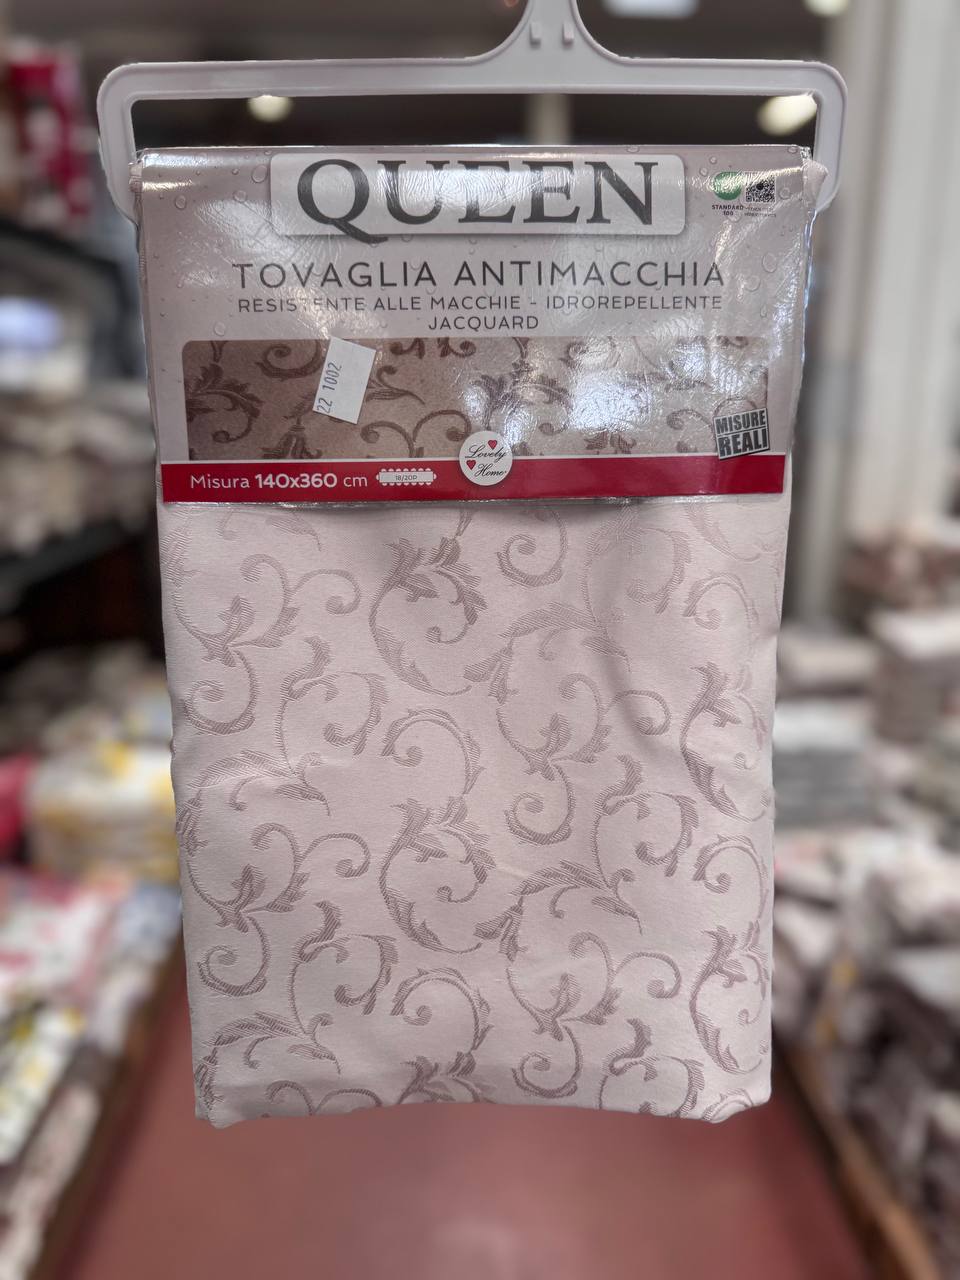 QUEEN
STANDARD
100
TOVAGLIA ANTIMACCHIA
RESISTENTE ALLE MACCHIE - IDROREPELLENTE
JACQUARD
22 1002
MISURE
REALI
Lovely
Home
Misura 140x360 cm
18/20P